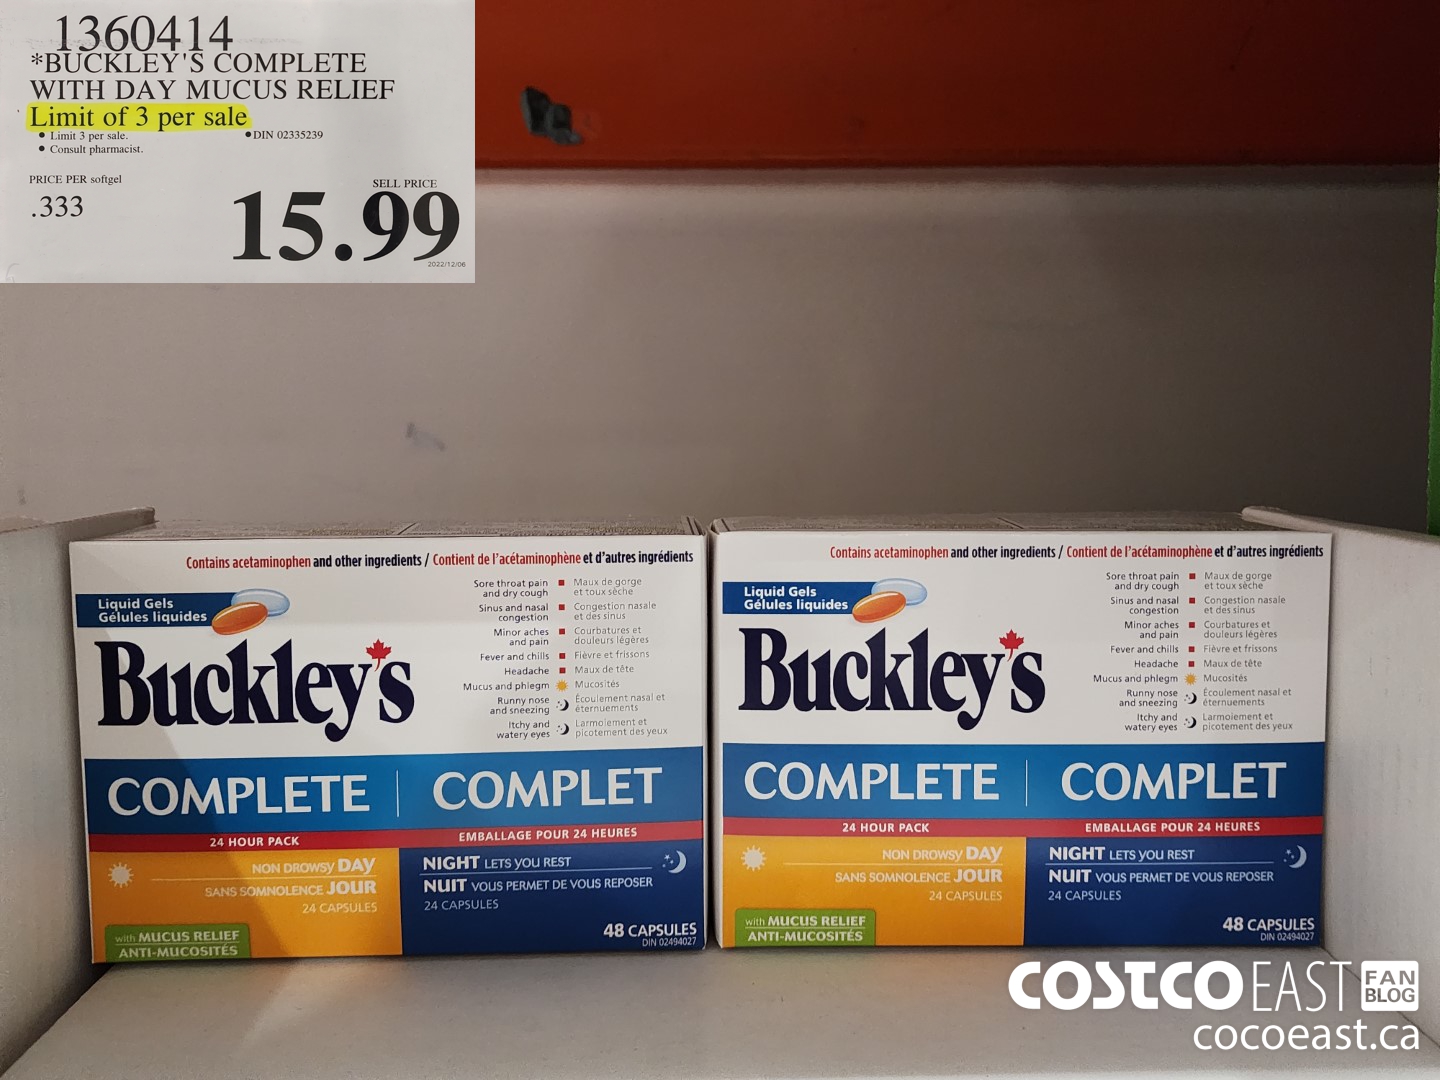 1360414
*BUCKLEY'S COMPLETE
WITH DAY MUCUS RELIEF
Limit of 3 per sale
• Limit 3 per sale.
• DIN 02335239
• Consult pharmacist.
PRICE PER softgel
.333
SELL PRICE
15.99
2022/12/06
Contains acetaminophen and other ingredients / Contient de l'acétaminophène et d'autres ingrédients
Liquid Gels
Gélules liquides
Buckley's
Sore throat pain and dry cough ■ Maux de gorge et toux sèche
Sinus and nasal congestion ■ Congestion nasale et des sinus
Minor aches and pain ■ Courbatures et douleurs légères
Fever and chills ■ Fièvre et frissons
Headache ■ Maux de tête
Mucus and phlegm Mucosités
Runny nose and sneezing Écoulement nasal et éternuements
Itchy and watery eyes Larmoiement et picotement des yeux
COMPLETE | COMPLET
24 HOUR PACK
EMBALLAGE POUR 24 HEURES
NON DROWSY DAY
SANS SOMNOLENCE JOUR
24 CAPSULES
NIGHT LETS YOU REST
NUIT VOUS PERMET DE VOUS REPOSER
24 CAPSULES
with MUCUS RELIEF
ANTI-MUCOSITÉS
48 CAPSULES
DIN 02494027
Contains acetaminophen and other ingredients / Contient de l'acétaminophène et d'autres ingrédients
Liquid Gels
Gélules liquides
Buckley's
Sore throat pain and dry cough ■ Maux de gorge et toux sèche
Sinus and nasal congestion ■ Congestion nasale et des sinus
Minor aches and pain ■ Courbatures et douleurs légères
Fever and chills ■ Fièvre et frissons
Headache ■ Maux de tête
Mucus and phlegm Mucosités
Runny nose and sneezing Écoulement nasal et éternuements
Itchy and watery eyes Larmoiement et picotement des yeux
COMPLETE | COMPLET
24 HOUR PACK
EMBALLAGE POUR 24 HEURES
NON DROWSY DAY
SANS SOMNOLENCE JOUR
24 CAPSULES
NIGHT LETS YOU REST
NUIT VOUS PERMET DE VOUS REPOSER
24 CAPSULES
with MUCUS RELIEF
ANTI-MUCOSITÉS
48 CAPSULES
DIN 02494027
COSTCO EAST FAN BLOG
cocoeast.ca